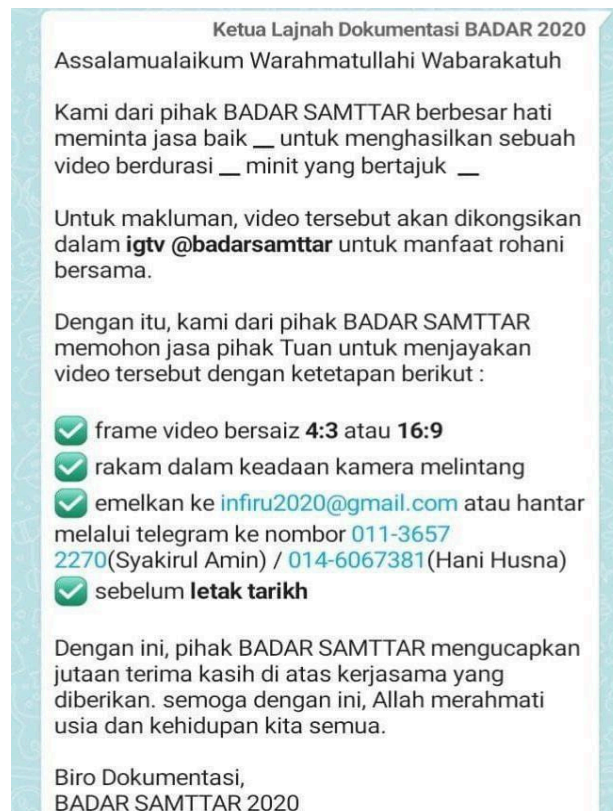 Ketua Lajnah Dokumentasi BADAR 2020
Assalamualaikum Warahmatullahi Wabarakatuh
Kami dari pihak BADAR SAMTTAR berbesar hati
meminta jasa baik __ untuk menghasilkan sebuah
video berdurasi __ minit yang bertajuk __
Untuk makluman, video tersebut akan dikongsikan
dalam igtv @badarsamttar untuk manfaat rohani
bersama.
Dengan itu, kami dari pihak BADAR SAMTTAR
memohon jasa pihak Tuan untuk menjayakan
video tersebut dengan ketetapan berikut :
✅ frame video bersaiz 4:3 atau 16:9
✅ rakam dalam keadaan kamera melintang
✅ emelkan ke infiru2020@gmail.com atau hantar
melalui telegram ke nombor 011-3657
2270(Syakirul Amin) / 014-6067381(Hani Husna)
✅ sebelum letak tarikh
Dengan ini, pihak BADAR SAMTTAR mengucapkan
jutaan terima kasih di atas kerjasama yang
diberikan. semoga dengan ini, Allah merahmati
usia dan kehidupan kita semua.
Biro Dokumentasi,
BADAR SAMTTAR 2020